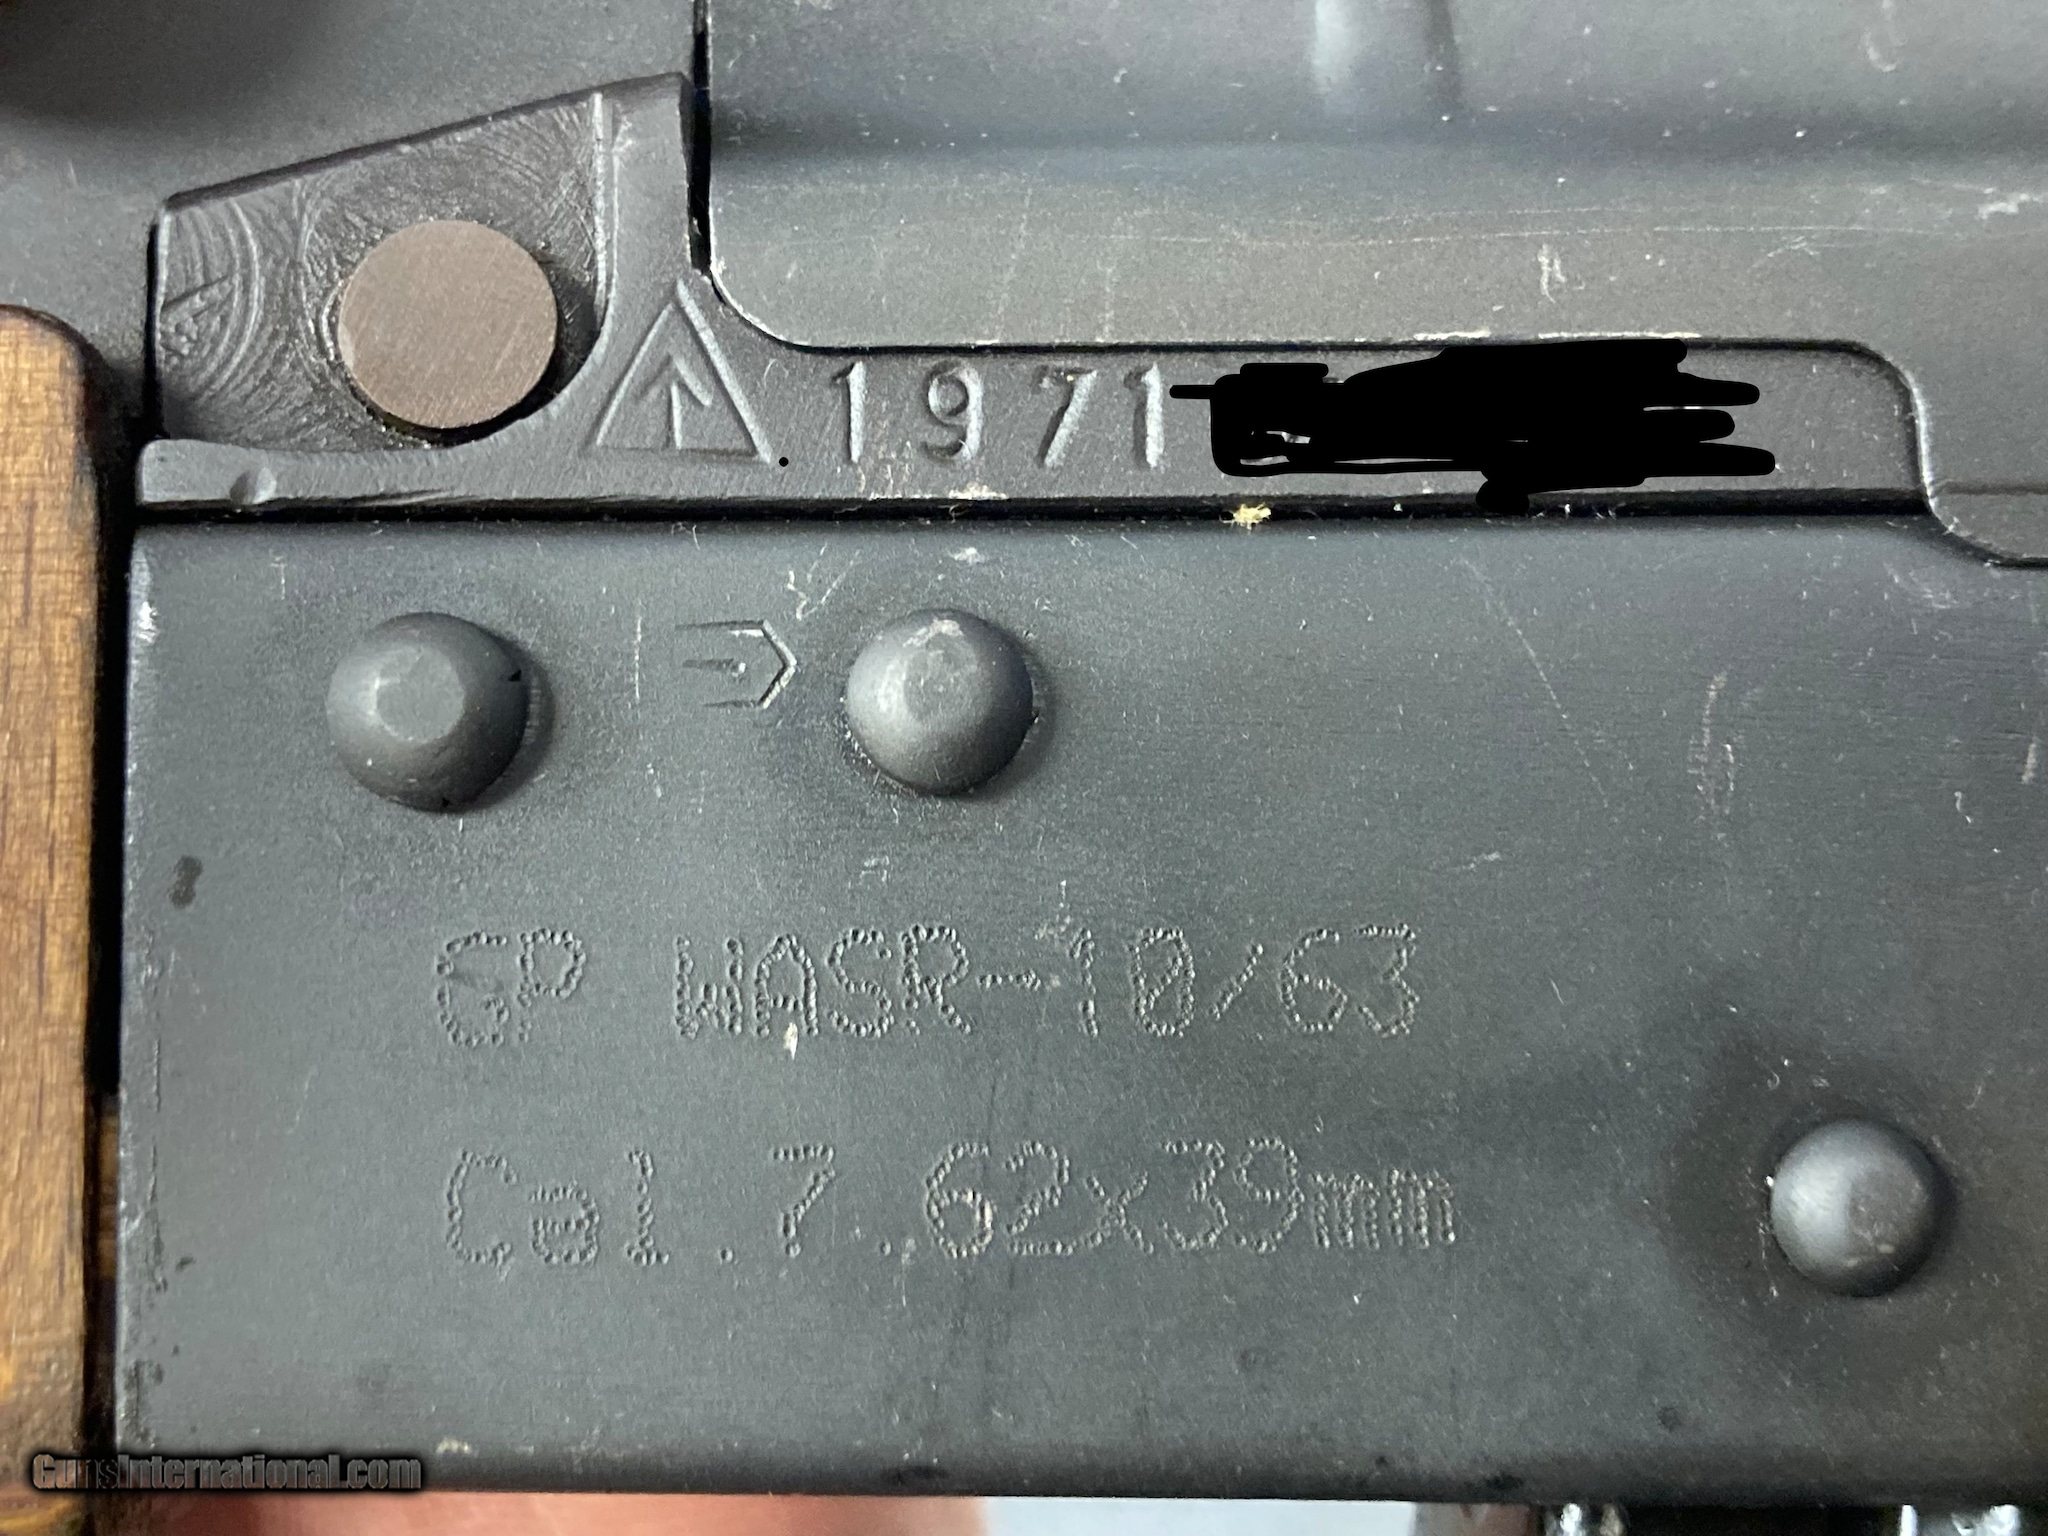 1971
GP WASR-10/63
Cal.7.62x39mm
GunsInternational.com